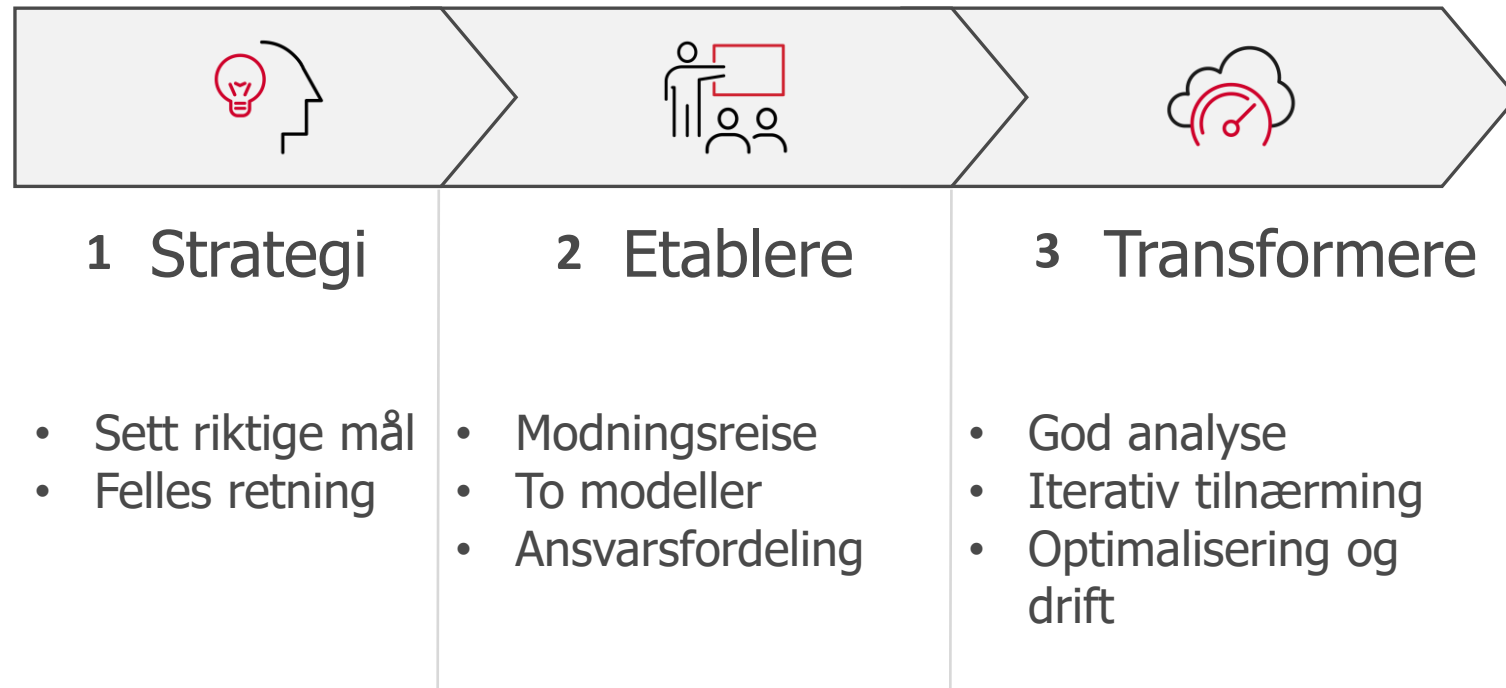 1 Strategi
• Sett riktige mål
• Felles retning
2 Etablere
• Modningsreise
• To modeller
• Ansvarsfordeling
3 Transformere
• God analyse
• Iterativ tilnærming
• Optimalisering og
drift